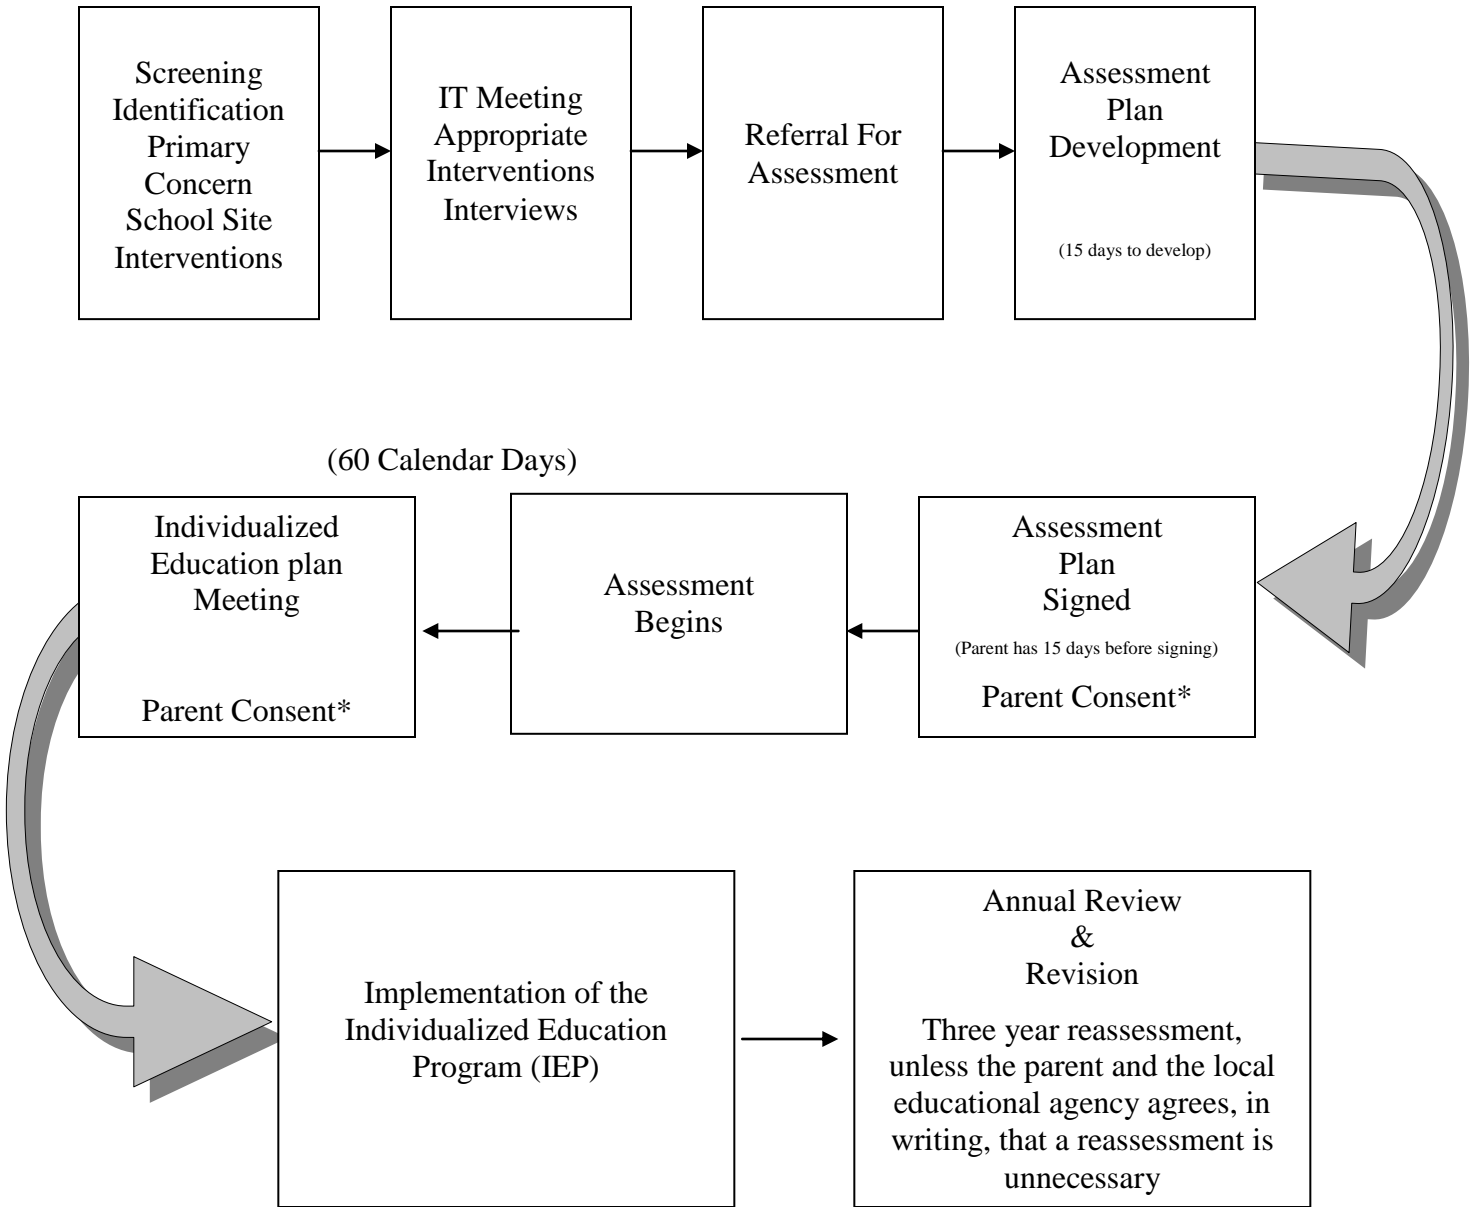 Screening
Identification
Primary
Concern
School Site
Interventions
IT Meeting
Appropriate
Interventions
Interviews
Referral For
Assessment
Assessment
Plan
Development
(15 days to develop)
(60 Calendar Days)
Assessment
Plan
Signed
(Parent has 15 days before signing)
Parent Consent*
Assessment
Begins
Individualized
Education plan
Meeting
Parent Consent*
Implementation of the
Individualized Education
Program (IEP)
Annual Review
&
Revision
Three year reassessment,
unless the parent and the local
educational agency agrees, in
writing, that a reassessment is
unnecessary